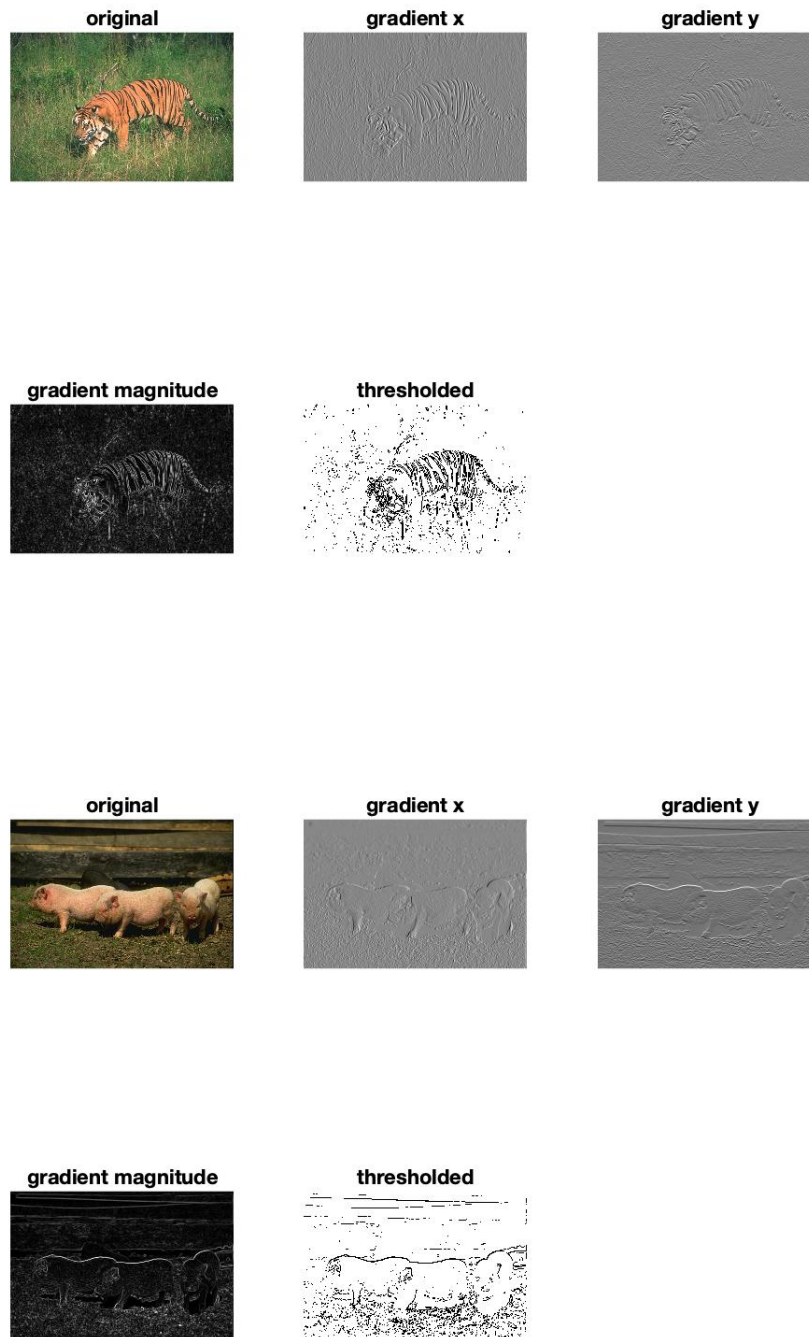 original
gradient x
gradient y
gradient magnitude
thresholded
original
gradient x
gradient y
gradient magnitude
thresholded